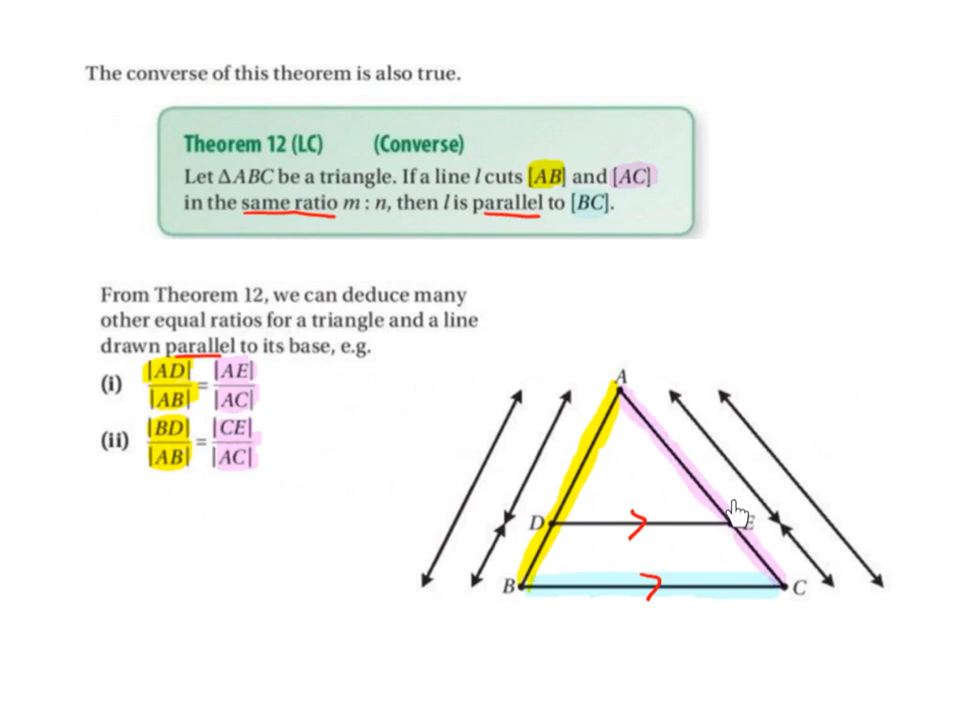 The converse of this theorem is also true.
Theorem 12 (LC) (Converse)
Let ΔABC be a triangle. If a line l cuts [AB] and [AC]
in the same ratio m : n, then l is parallel to [BC].
From Theorem 12, we can deduce many
other equal ratios for a triangle and a line
drawn parallel to its base, e.g.
(i) |AD| / |AB| = |AE| / |AC|
(ii) |BD| / |AB| = |CE| / |AC|
A
D
E
B
C